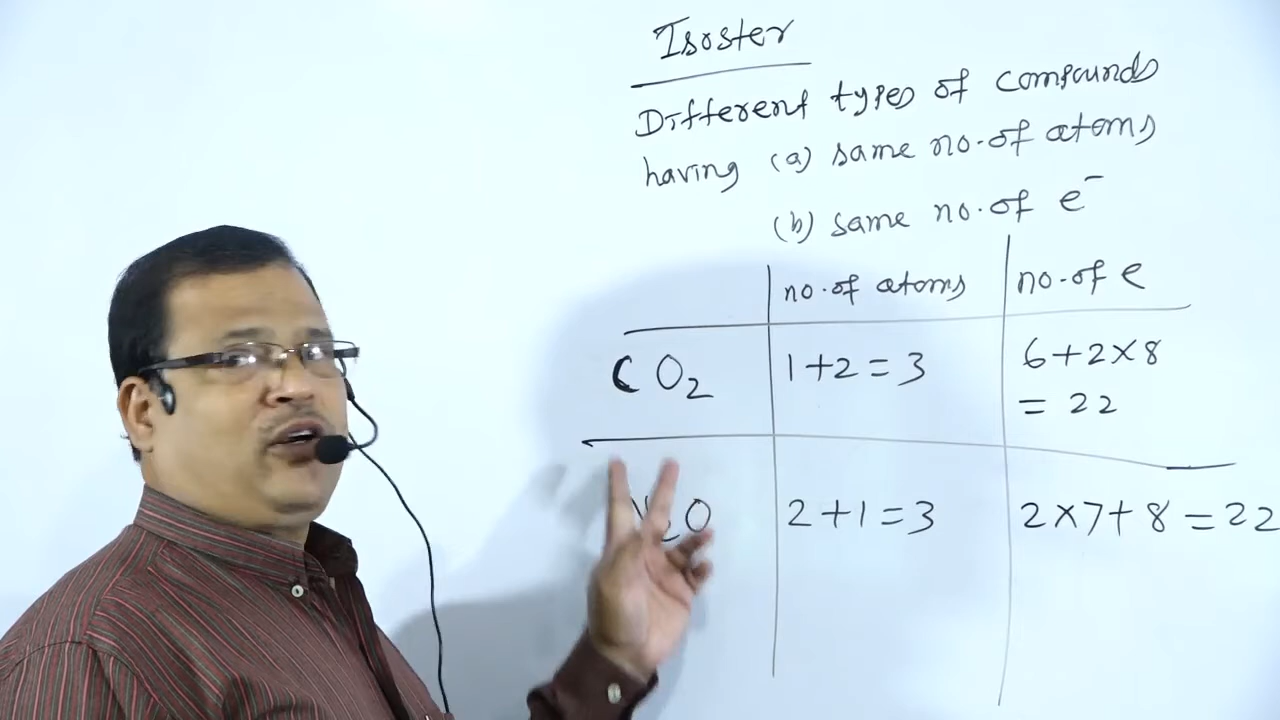 Isoster
Different types of compounds
having (a) same no. of atoms
(b) same no. of e⁻
no. of atoms no. of e
CO₂ 1+2=3 6+2×8
= 22
2+1=3 2×7+8=22